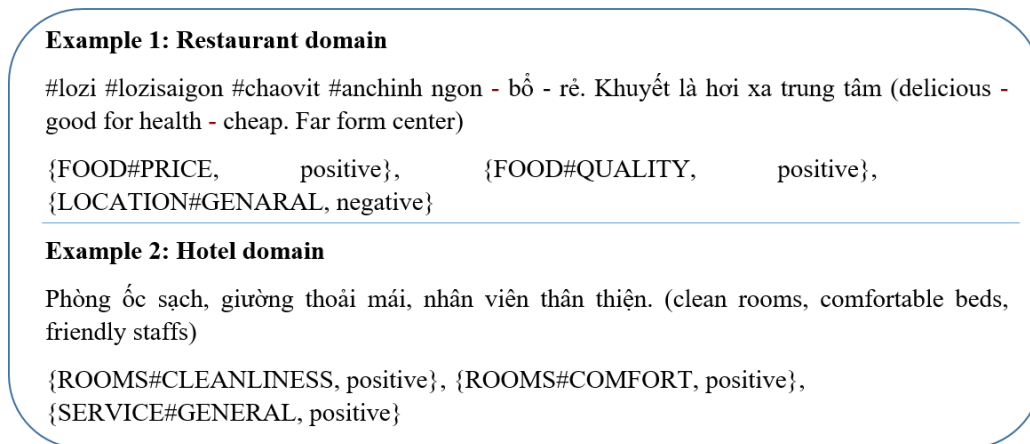 Example 1: Restaurant domain
#lozi #lozisaigon #chaovit #anchinh ngon - bổ - rẻ. Khuyết là hơi xa trung tâm (delicious -
good for health - cheap. Far form center)
{FOOD#PRICE, positive}, {FOOD#QUALITY, positive},
{LOCATION#GENARAL, negative}
Example 2: Hotel domain
Phòng ốc sạch, giường thoải mái, nhân viên thân thiện. (clean rooms, comfortable beds,
friendly staffs)
{ROOMS#CLEANLINESS, positive}, {ROOMS#COMFORT, positive},
{SERVICE#GENERAL, positive}